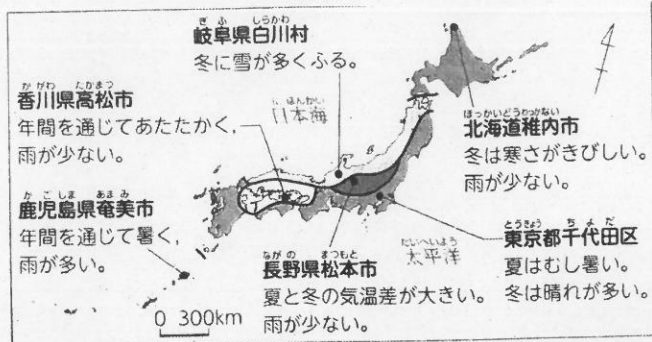 岐阜県白川村
ぎふ しらかわ
冬に雪が多くふる。
香川県高松市
かがわ たかまつ
年間を通じてあたたかく，
雨が少ない。
にほんかい
日本海
北海道稚内市
ほっかいどうわっかない
冬は寒さがきびしい。
雨が少ない。
鹿児島県奄美市
かごしま あまみ
年間を通じて暑く，
雨が多い。
長野県松本市
ながの まつもと
夏と冬の気温差が大きい。
雨が少ない。
たいへいよう
太平洋
東京都千代田区
とうきょう ちよだ
夏はむし暑い。
冬は晴れが多い。
0 300km